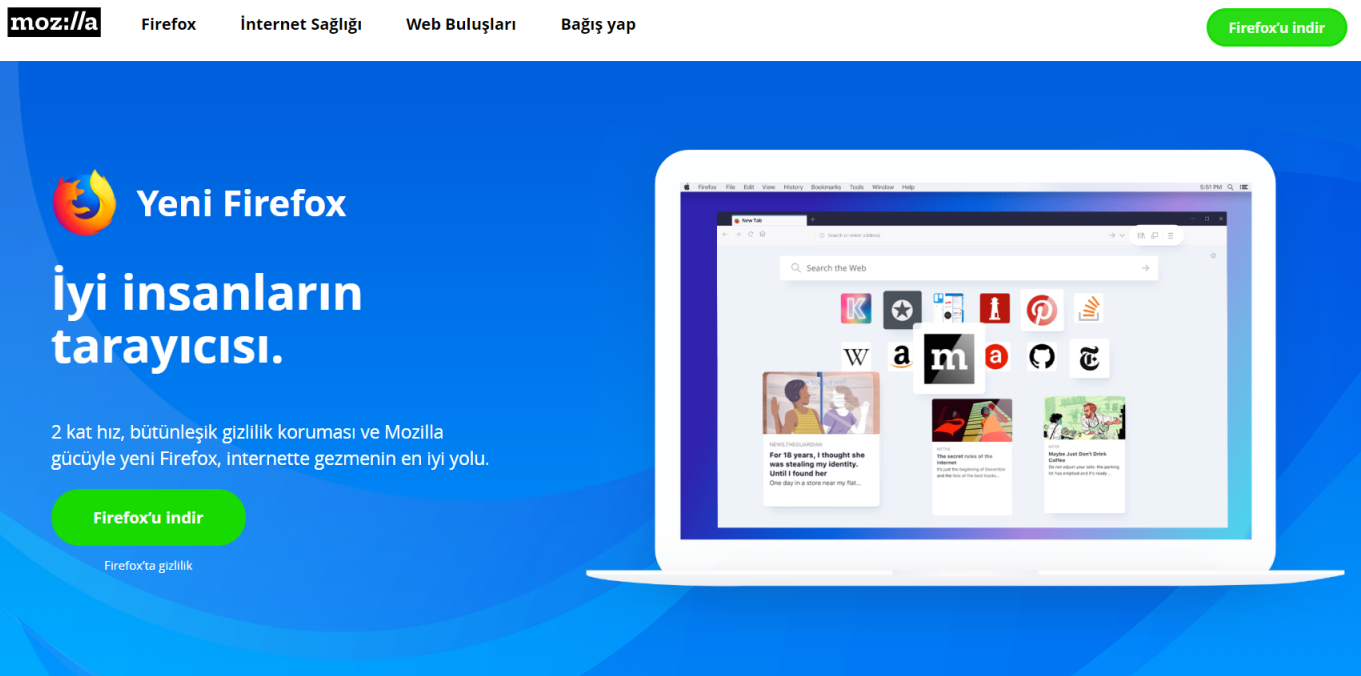 moz://a
Firefox
İnternet Sağlığı
Web Buluşları
Bağış yap
Firefox’u indir
Yeni Firefox
İyi insanların
tarayıcısı.
2 kat hız, bütünleşik gizlilik koruması ve Mozilla
gücüyle yeni Firefox, internette gezmenin en iyi yolu.
Firefox’u indir
Firefox’ta gizlilik
Firefox File Edit View History Bookmarks Tools Window Help
5:51 PM
New Tab
Search or enter address
Search the Web
K
W
a
m
a
NEWS.THEGUARDIAN
For 18 years, I thought she
was stealing my identity.
Until I found her
One day in a store near my flat...
The secret rules of the
internet
It's just the beginning of December
and the lists of the best books...
Maybe Just Don't Drink
Coffee
Do not adjust your sets: the parking
lot has emptied and it's ready ...